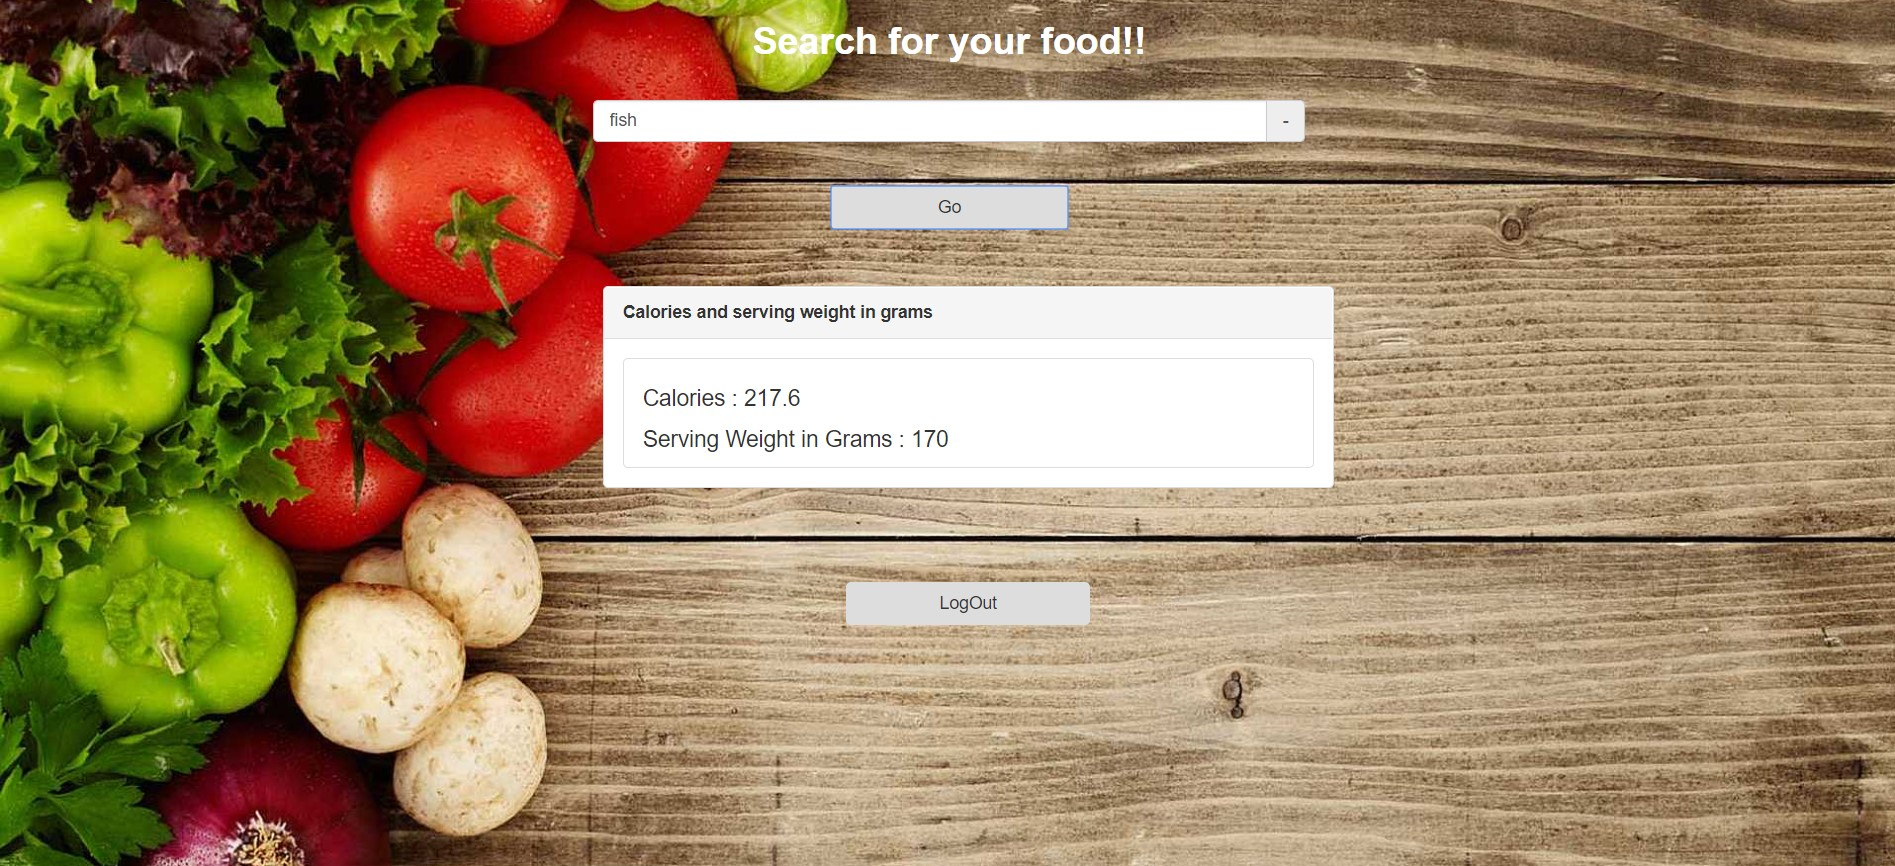 Search for your food!!
fish
-
Go
Calories and serving weight in grams
Calories : 217.6
Serving Weight in Grams : 170
LogOut